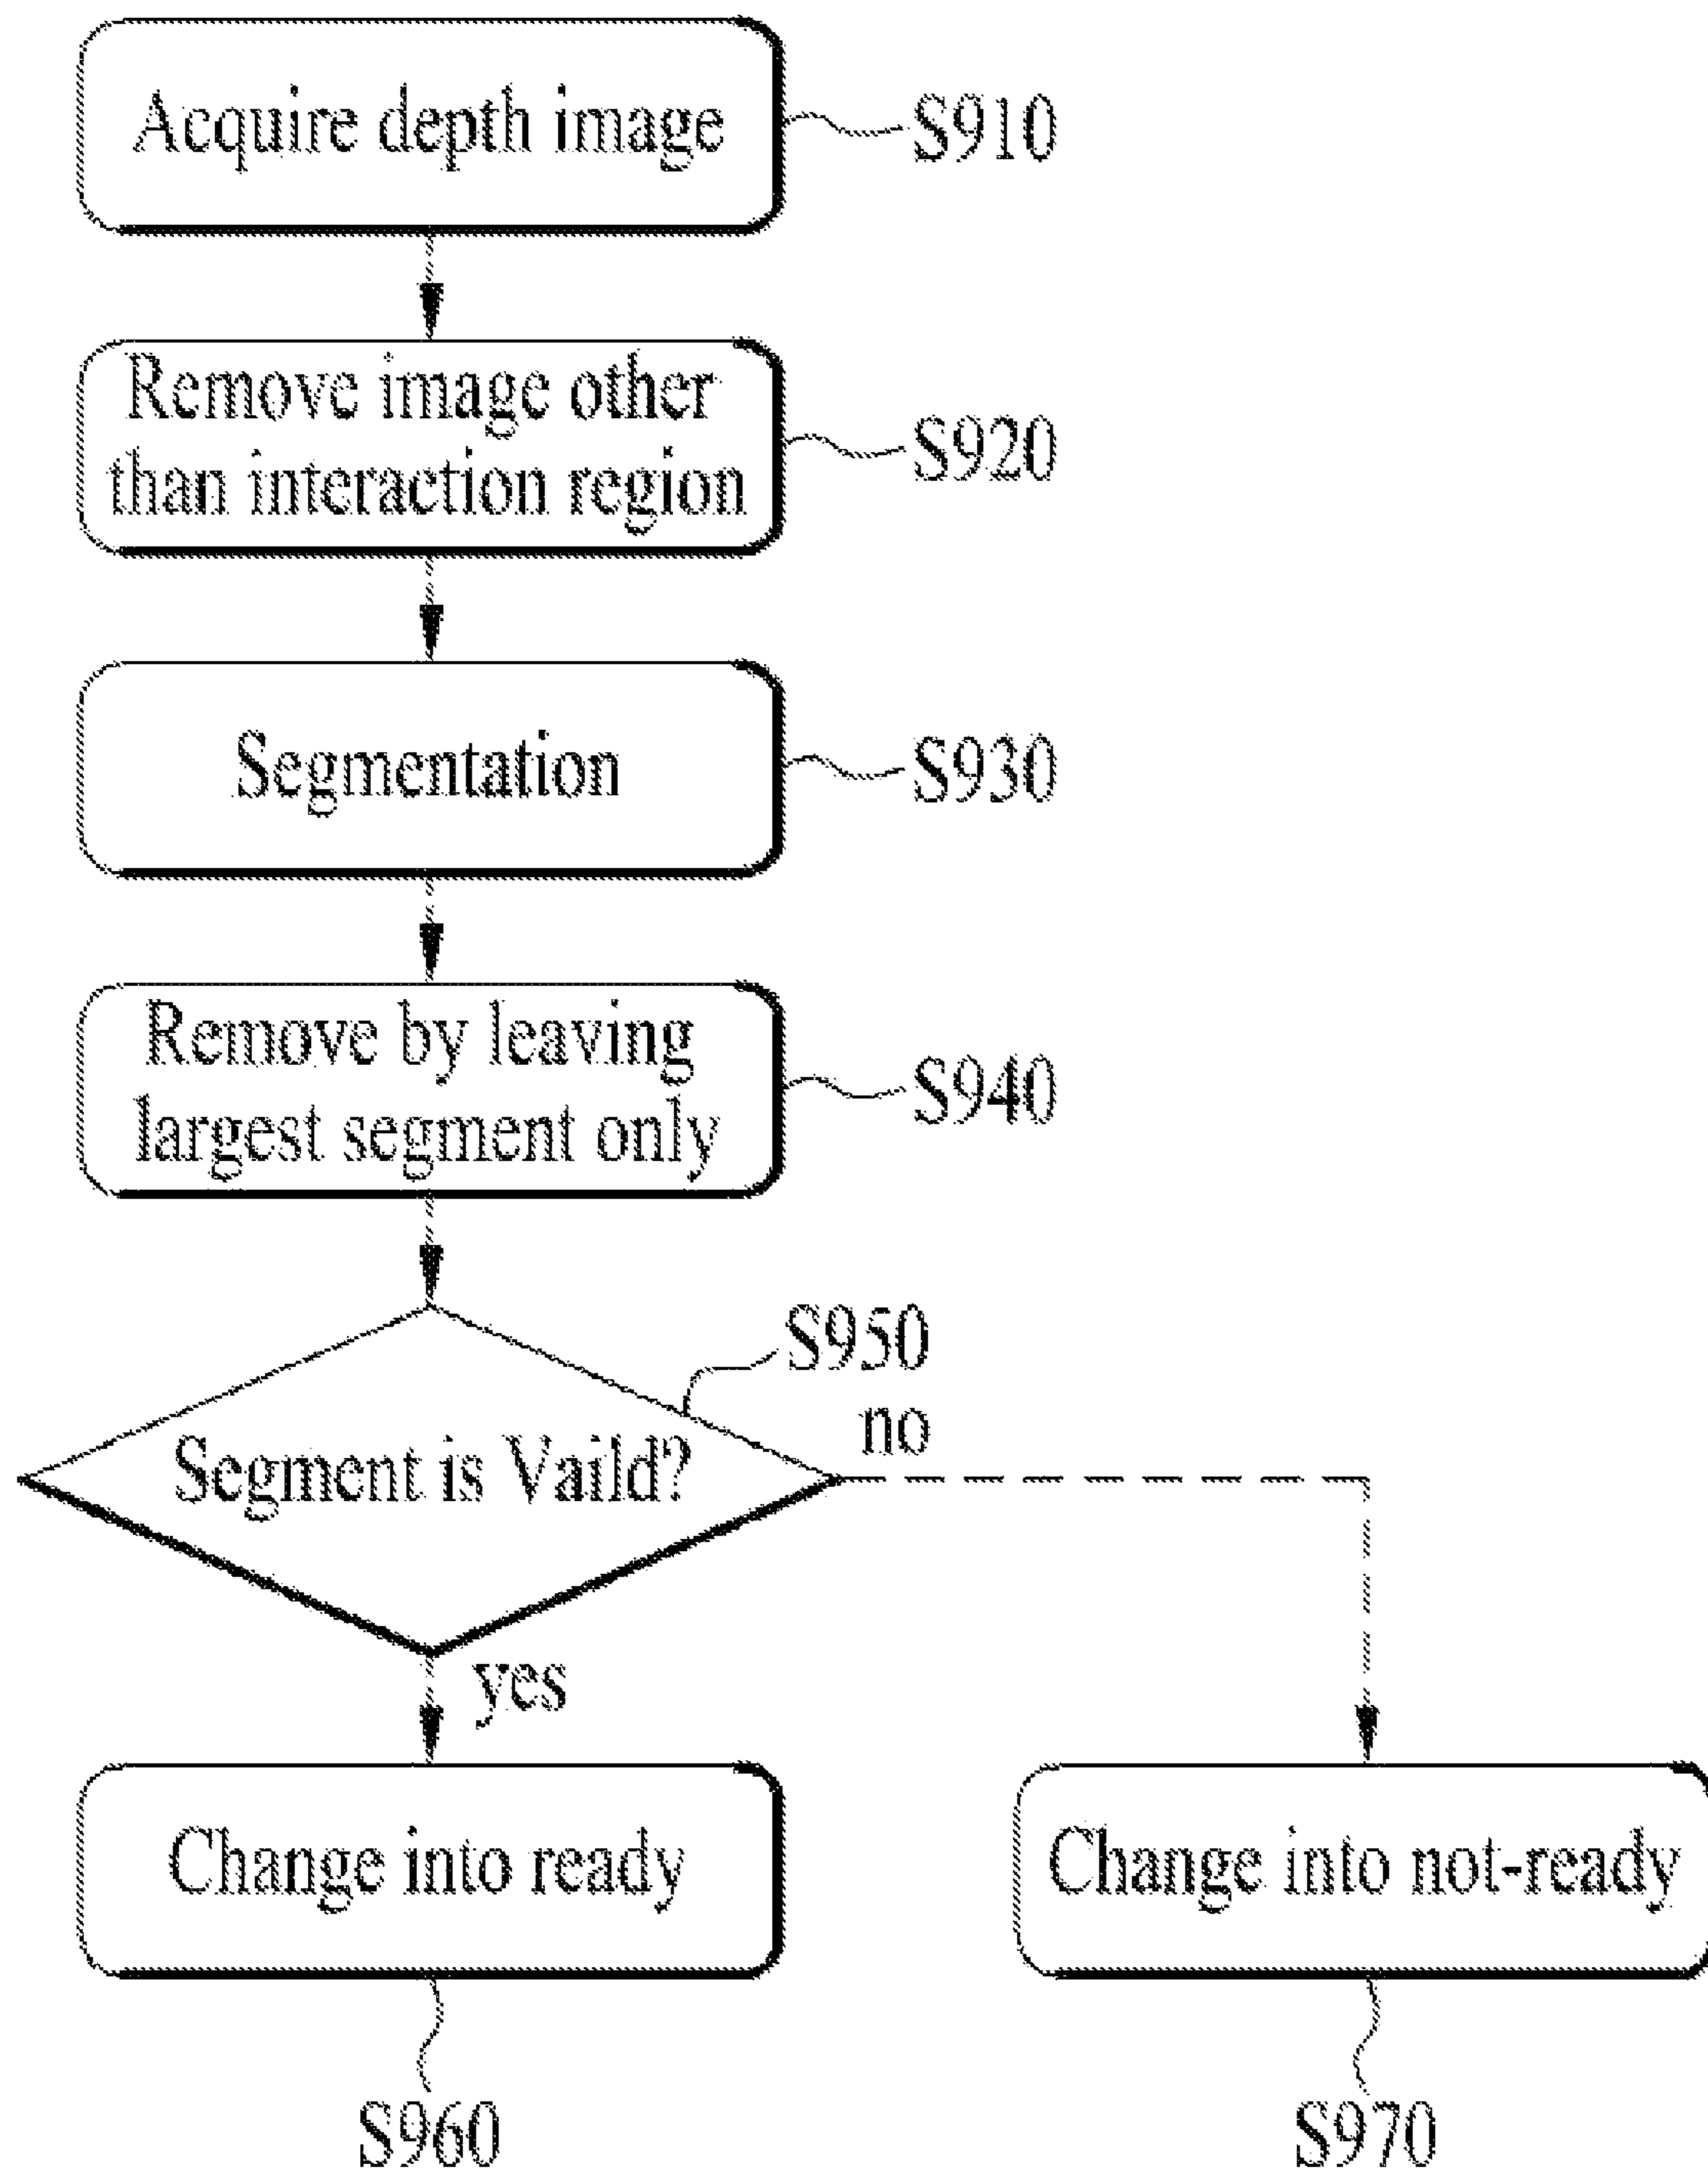 Acquire depth image
S910
Remove image other
than interaction region
S920
Segmentation
S930
Remove by leaving
largest segment only
S940
S950
no
Segment is Vaild?
yes
Change into ready
Change into not-ready
S960
S970